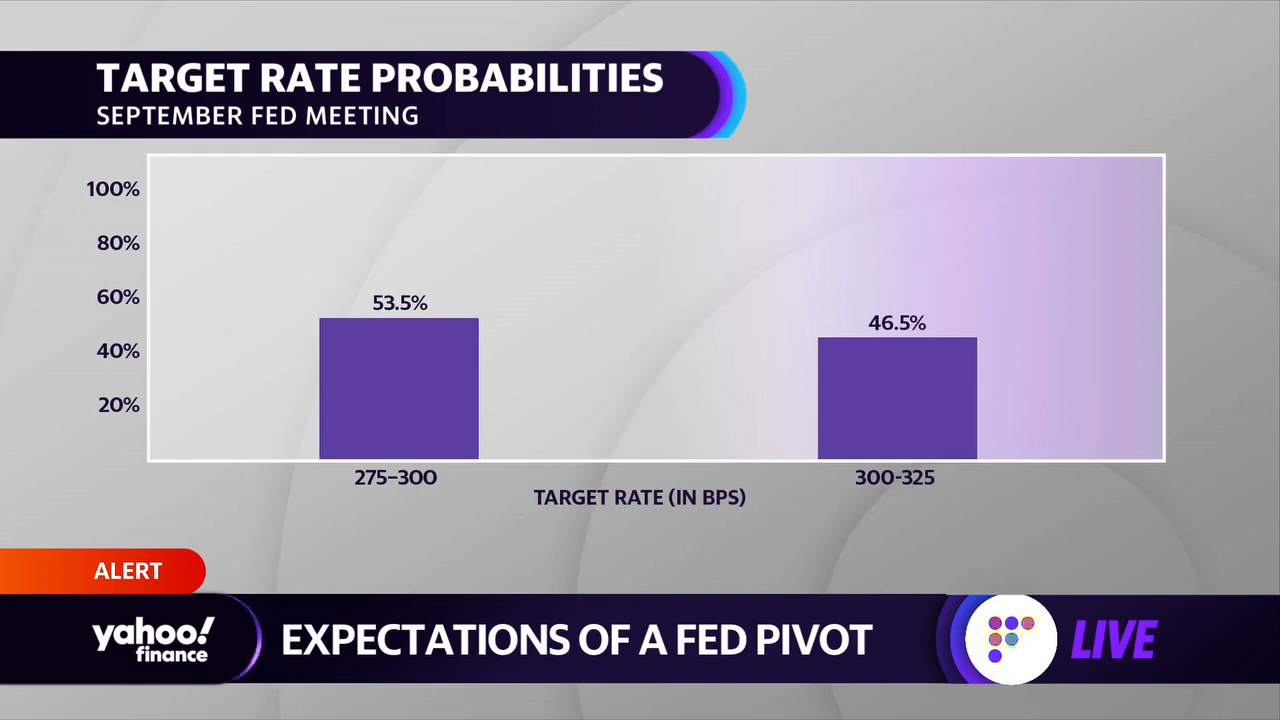 TARGET RATE PROBABILITIES
SEPTEMBER FED MEETING
100%
80%
60%
40%
20%
53.5%
46.5%
275–300
300-325
TARGET RATE (IN BPS)
ALERT
yahoo!
finance
EXPECTATIONS OF A FED PIVOT
LIVE